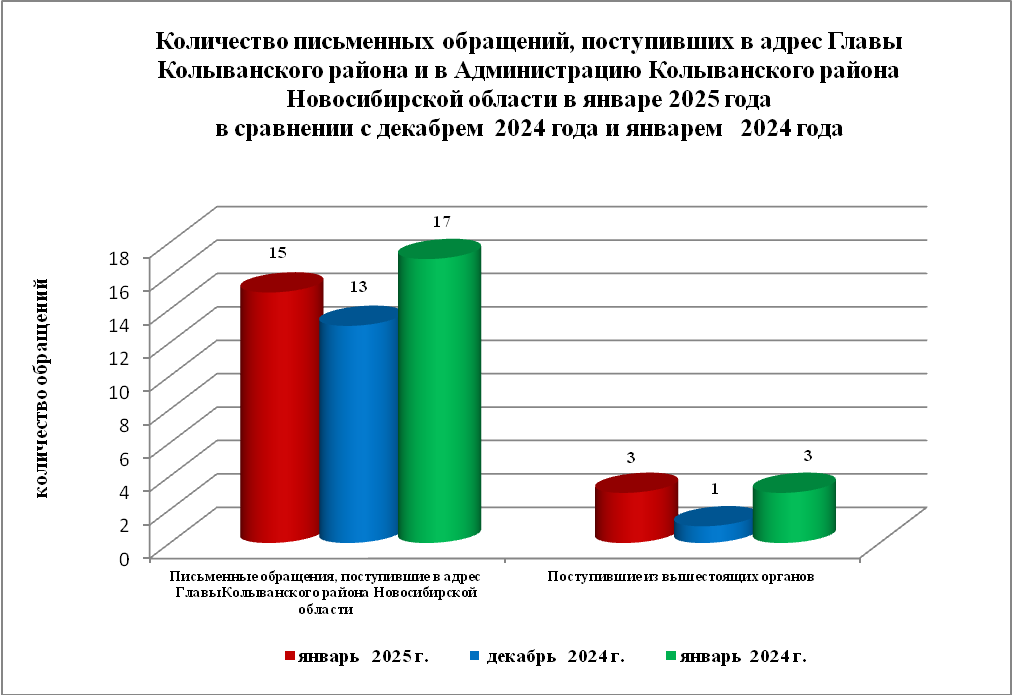 Количество письменных обращений, поступивших в адрес Главы
Колыванского района и в Администрацию Колыванского района
Новосибирской области в январе 2025 года
в сравнении с декабрем 2024 года и январем 2024 года
17
15
13
18
16
14
12
10
8
6
4
2
0
количество обращений
3
1
3
Письменные обращения, поступившие в адрес
ГлавыКолыванского района Новосибирской
области
Поступившие из вышестоящих органов
январь 2025 г.
декабрь 2024 г.
январь 2024 г.